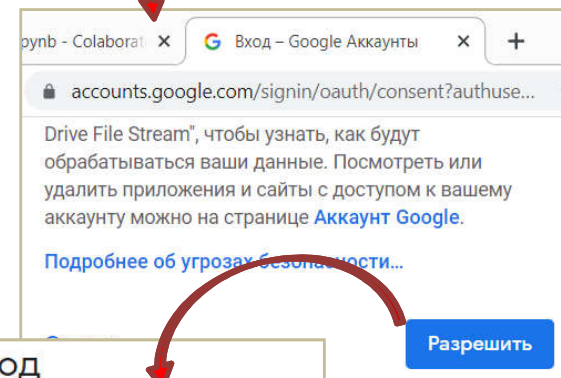 pynb - Colaborat
Вход – Google Аккаунты
accounts.google.com/signin/oauth/consent?authuse...
Drive File Stream", чтобы узнать, как будут
обрабатываться ваши данные. Посмотреть или
удалить приложения и сайты с доступом к вашему
аккаунту можно на странице Аккаунт Google.
Подробнее об угрозах безопасности...
Разрешить
од